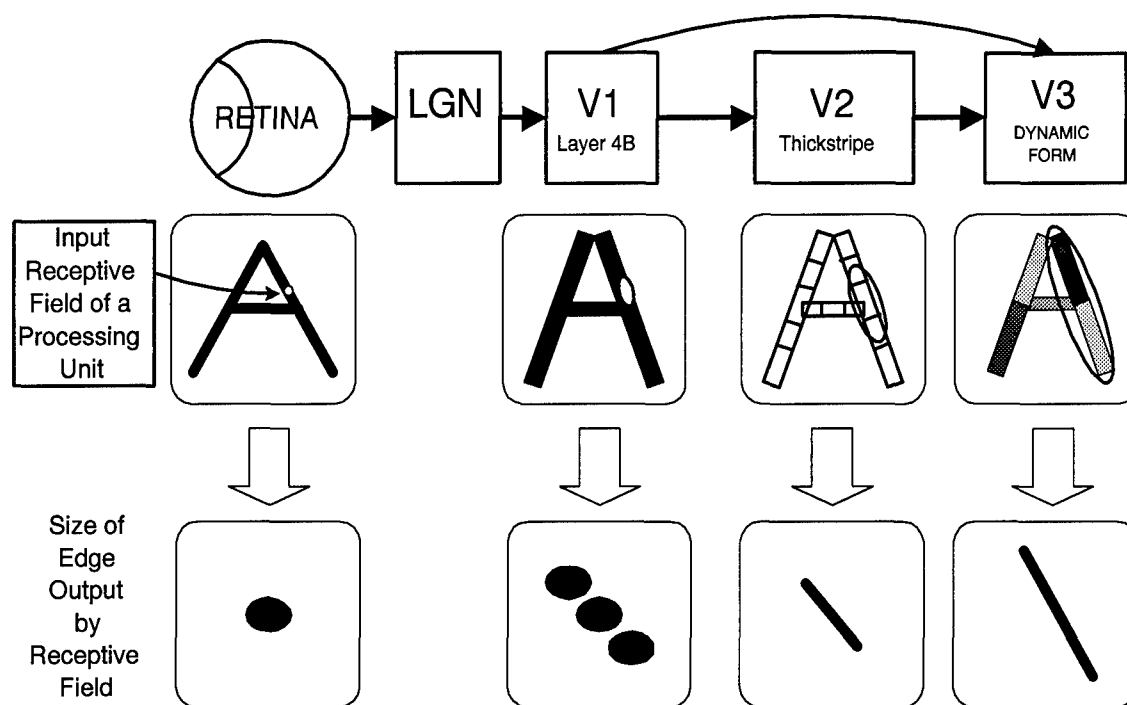 RETINA
LGN
V1
Layer 4B
V2
Thickstripe
V3
DYNAMIC
FORM
Input
Receptive
Field of a
Processing
Unit
Size of
Edge
Output
by
Receptive
Field